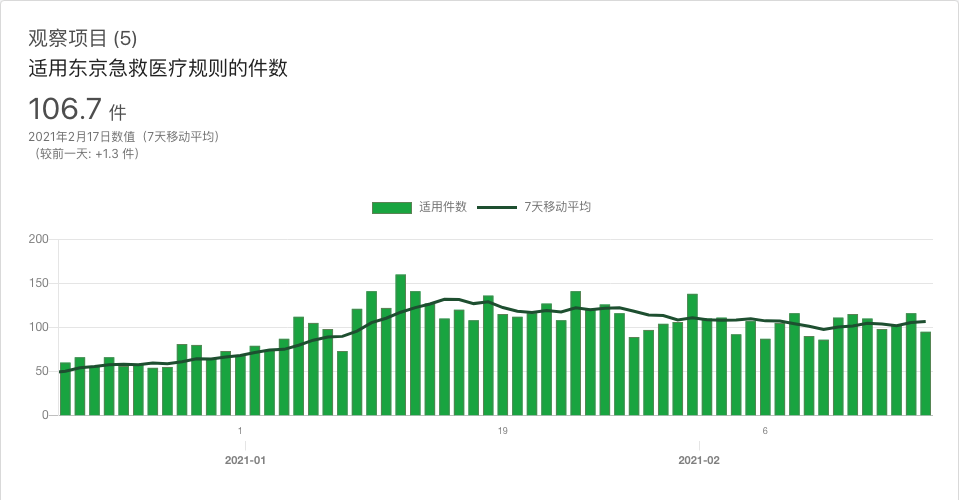 观察项目 (5)
适用东京急救医疗规则的件数
106.7 件
2021年2月17日数值（7天移动平均）
（较前一天: +1.3 件）
适用件数 7天移动平均
200
150
100
50
0
1 19 6
2021-01 2021-02